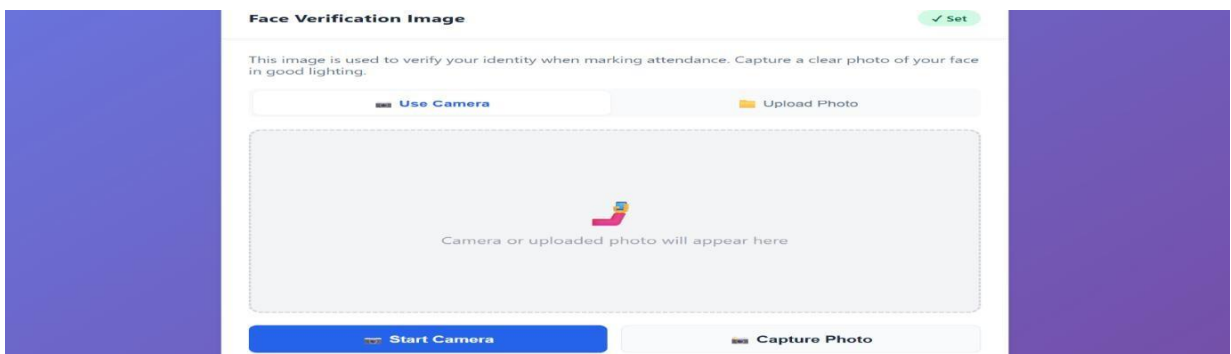 Face Verification Image
✓ Set
This image is used to verify your identity when marking attendance. Capture a clear photo of your face
in good lighting.
Use Camera
Upload Photo
Camera or uploaded photo will appear here
Start Camera
Capture Photo